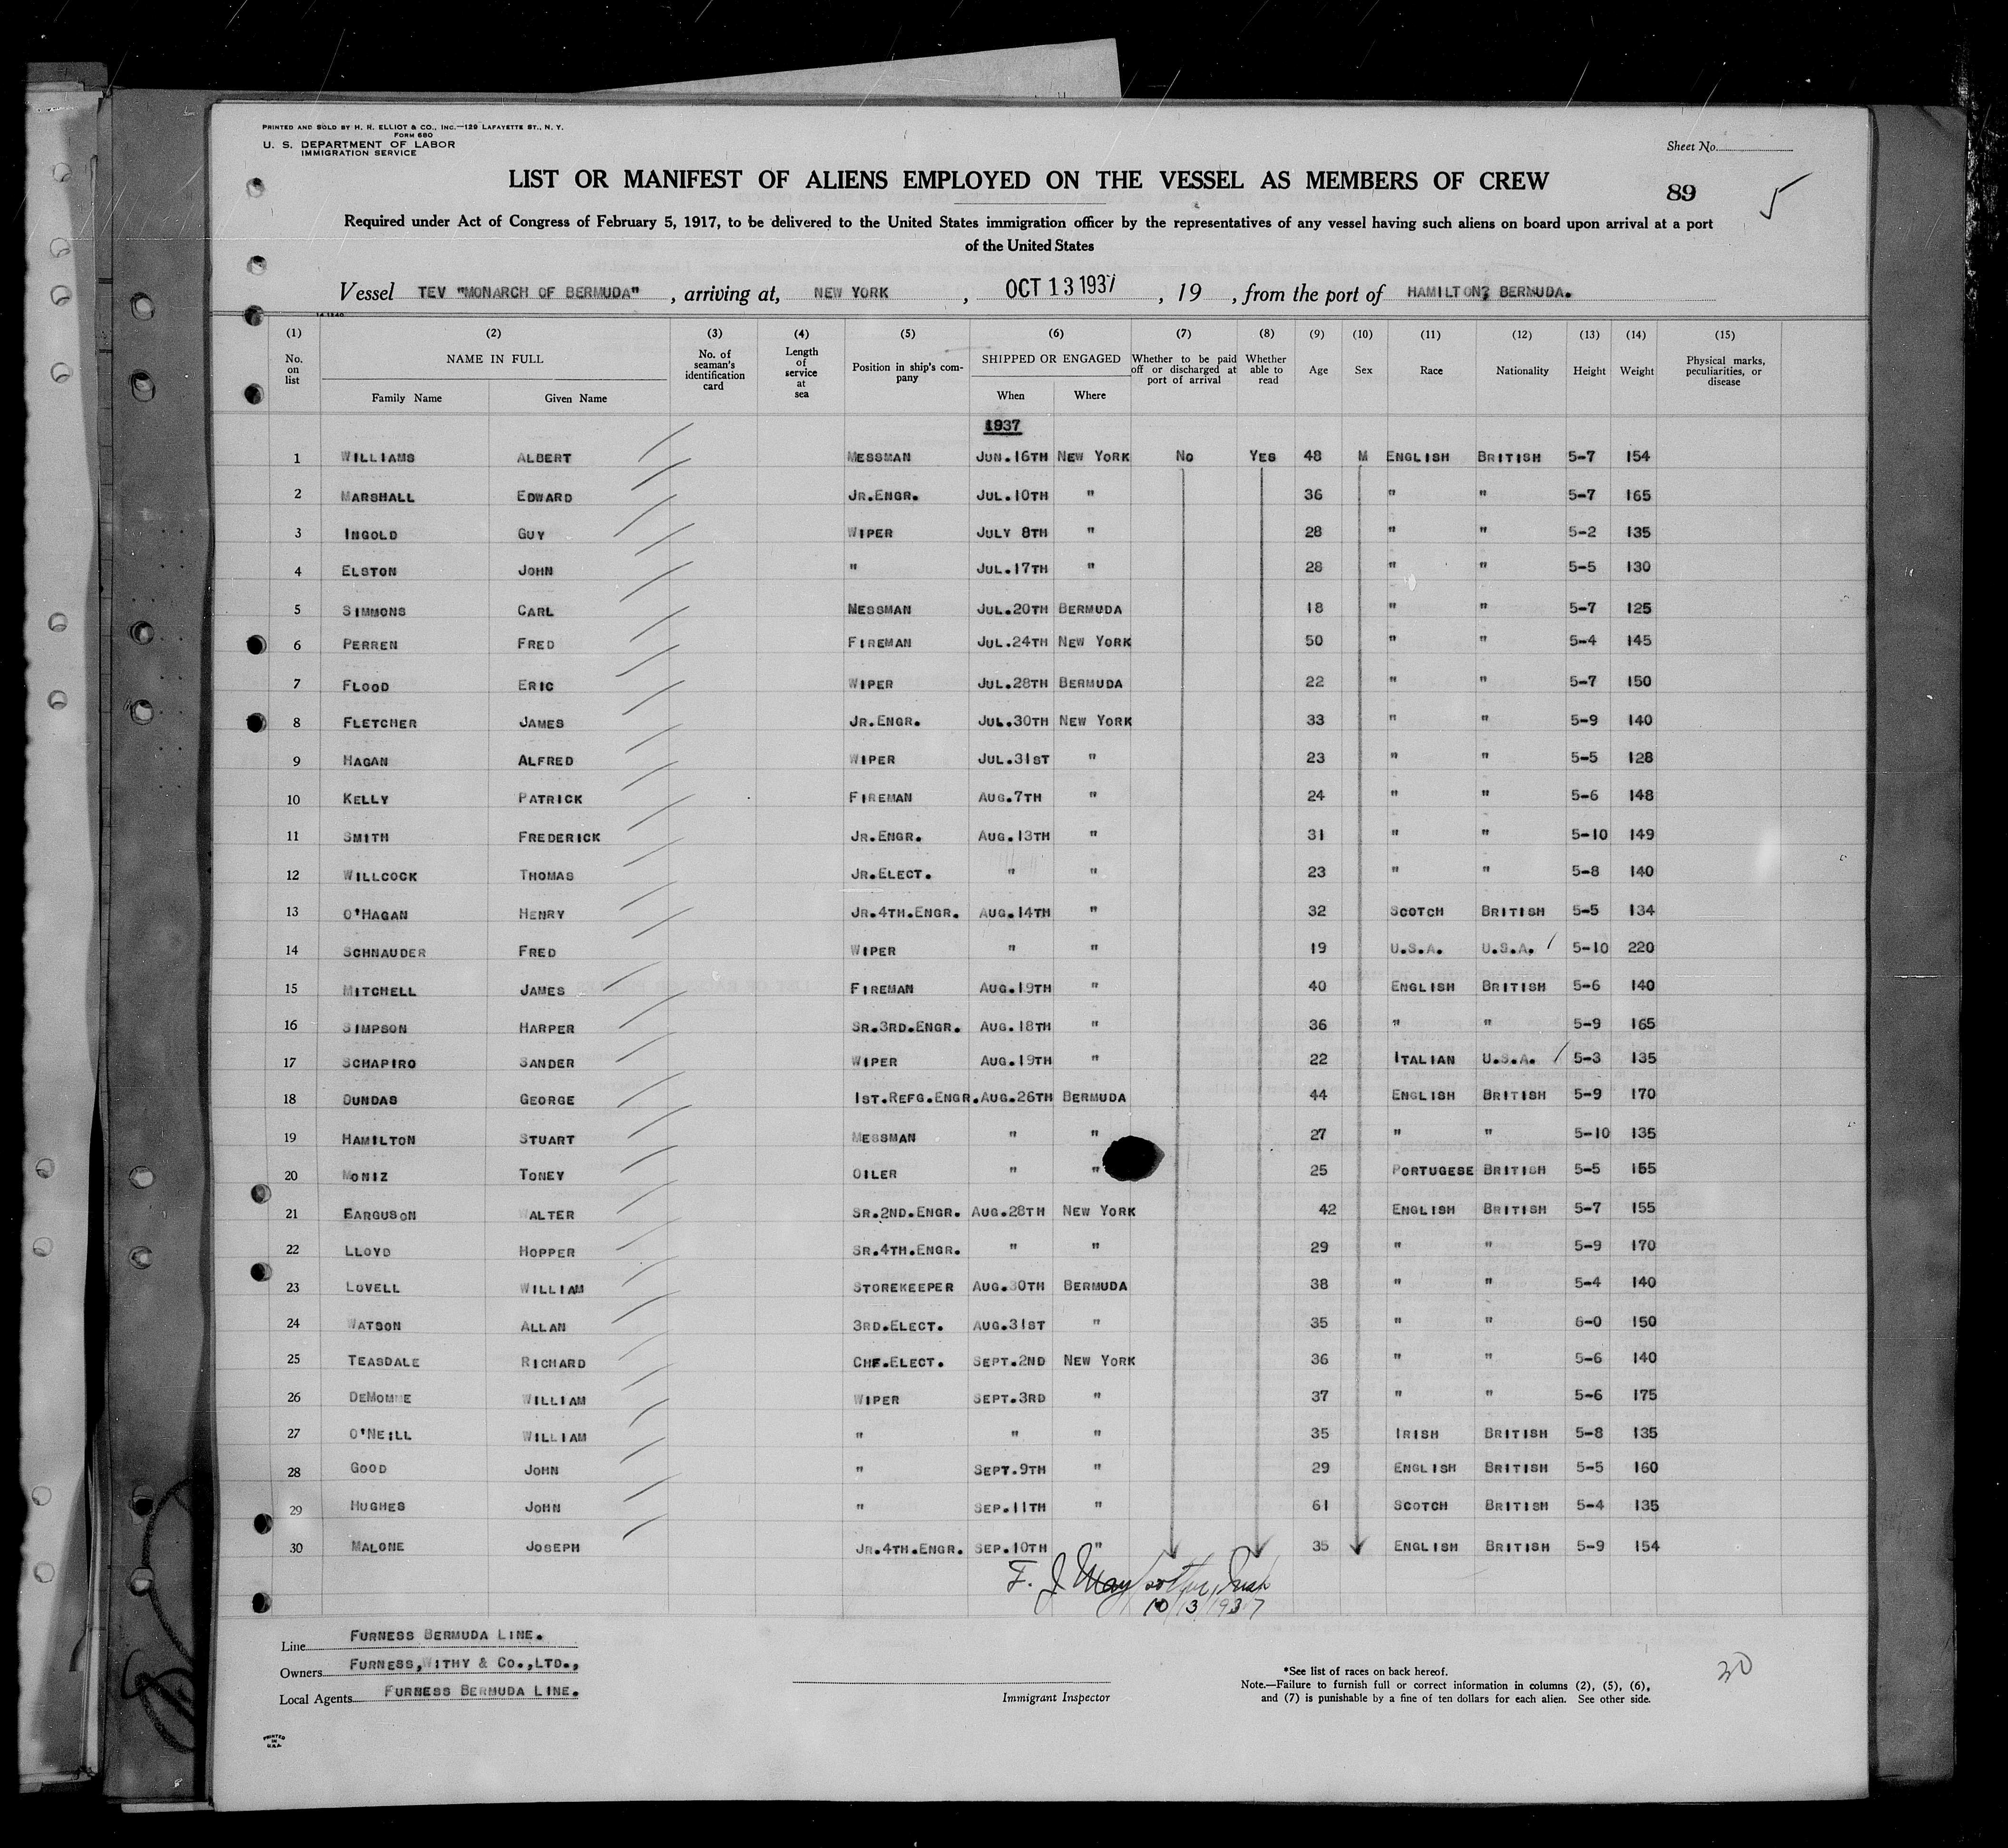 PRINTED AND SOLD BY H. R. ELLIOT & CO., INC.—129 LAFAYETTE ST., N. Y.
FORM 680
U. S. DEPARTMENT OF LABOR
IMMIGRATION SERVICE
Sheet No.
LIST OR MANIFEST OF ALIENS EMPLOYED ON THE VESSEL AS MEMBERS OF CREW
89 5
Required under Act of Congress of February 5, 1917, to be delivered to the United States immigration officer by the representatives of any vessel having such aliens on board upon arrival at a port
of the United States
Vessel TEV "MONARCH OF BERMUDA", arriving at, NEW YORK, OCT 13 1937, 19 , from the port of HAMILTON, BERMUDA.
(1) (2) (3) (4) (5) (6) (7) (8) (9) (10) (11) (12) (13) (14) (15)
No. on list NAME IN FULL Family Name Given Name No. of seaman's identification card Length of service at sea Position in ship's company SHIPPED OR ENGAGED When Where Whether to be paid off or discharged at port of arrival Whether able to read Age Sex Race Nationality Height Weight Physical marks, peculiarities, or disease
1937
1 WILLIAMS ALBERT MESSMAN JUN.16TH NEW YORK NO YES 48 M ENGLISH BRITISH 5-7 154
2 MARSHALL EDWARD JR.ENGR. JUL.10TH " 36 " " 5-7 165
3 INGOLD GUY WIPER JULY 8TH " 28 " " 5-2 135
4 ELSTON JOHN " JUL.17TH " 28 " " 5-5 130
5 SIMMONS CARL MESSMAN JUL.20TH BERMUDA 18 " " 5-7 125
6 PERREN FRED FIREMAN JUL.24TH NEW YORK 50 " " 5-4 145
7 FLOOD ERIC WIPER JUL.28TH BERMUDA 22 " " 5-7 150
8 FLETCHER JAMES JR.ENGR. JUL.30TH NEW YORK 33 " " 5-9 140
9 HAGAN ALFRED WIPER JUL.31ST " 23 " " 5-5 128
10 KELLY PATRICK FIREMAN AUG.7TH " 24 " " 5-6 148
11 SMITH FREDERICK JR.ENGR. AUG.13TH " 31 " " 5-10 149
12 WILLCOCK THOMAS JR.ELECT. " " 23 " " 5-8 140
13 O'HAGAN HENRY JR.4TH.ENGR. AUG.14TH " 32 SCOTCH BRITISH 5-5 134
14 SCHNAUDER FRED WIPER " " 19 U.S.A. U.S.A. 5-10 220
15 MITCHELL JAMES FIREMAN AUG.19TH " 40 ENGLISH BRITISH 5-6 140
16 SIMPSON HARPER SR.3RD.ENGR. AUG.18TH " 36 " " 5-9 165
17 SCHAPIRO SANDER WIPER AUG.19TH " 22 ITALIAN U.S.A. 5-3 135
18 DUNDAS GEORGE 1ST.REFG.ENGR. AUG.26TH BERMUDA 44 ENGLISH BRITISH 5-9 170
19 HAMILTON STUART MESSMAN " " 27 " " 5-10 135
20 MONIZ TONEY OILER " " 25 PORTUGESE BRITISH 5-5 155
21 EARGUSON WALTER SR.2ND.ENGR. AUG.28TH NEW YORK 42 ENGLISH BRITISH 5-7 155
22 LLOYD HOPPER SR.4TH.ENGR. " " 29 " " 5-9 170
23 LOVELL WILLIAM STOREKEEPER AUG.30TH BERMUDA 38 " " 5-4 140
24 WATSON ALLAN 3RD.ELECT. AUG.31ST " 35 " " 6-0 150
25 TEASDALE RICHARD CHF.ELECT. SEPT.2ND NEW YORK 36 " " 5-6 140
26 DEMOMME WILLIAM WIPER SEPT.3RD " 37 " " 5-6 175
27 O'NEILL WILLIAM " " " 35 IRISH BRITISH 5-8 135
28 GOOD JOHN " SEPT.9TH " 29 ENGLISH BRITISH 5-5 160
29 HUGHES JOHN " SEP.11TH " 61 SCOTCH BRITISH 5-4 135
30 MALONE JOSEPH JR.4TH.ENGR. SEP.10TH " 35 ENGLISH BRITISH 5-9 154
F. J.
10/13/1937
Line FURNESS BERMUDA LINE.
Owners FURNESS, WITHY & CO., LTD.,
Local Agents FURNESS BERMUDA LINE.
Immigrant Inspector
*See list of races on back hereof.
Note.—Failure to furnish full or correct information in columns (2), (5), (6), and (7) is punishable by a fine of ten dollars for each alien. See other side.
30
PRINTED IN U.S.A.